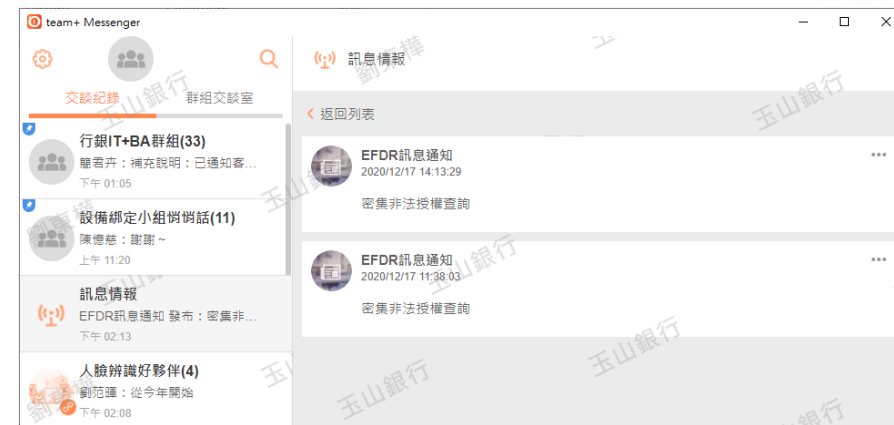 team+ Messenger
訊息情報
交談紀錄
群組交談室
返回列表
行銀IT+BA群組(33)
簡君卉：補充說明：已通知客...
下午 01:05
設備綁定小組悄悄話(11)
陳憶慈：謝謝～
上午 11:20
訊息情報
EFDR訊息通知 發布：密集非...
下午 02:13
人臉辨識好夥伴(4)
劉范暉：從今年開始
下午 02:08
EFDR訊息通知
2020/12/17 14:13:29
密集非法授權查詢
EFDR訊息通知
2020/12/17 11:38:03
密集非法授權查詢
玉山銀行
玉山銀行
玉山銀行
玉山銀行
玉山銀行
玉山銀行